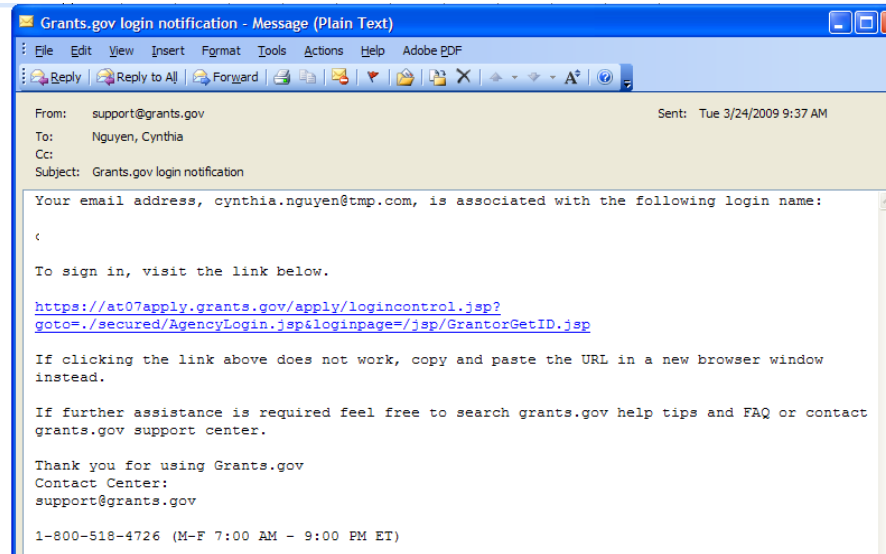 Grants.gov login notification - Message (Plain Text)
File Edit View Insert Format Tools Actions Help Adobe PDF
Reply Reply to All Forward A
From: support@grants.gov Sent: Tue 3/24/2009 9:37 AM
To: Nguyen, Cynthia
Cc:
Subject: Grants.gov login notification
Your email address, cynthia.nguyen@tmp.com, is associated with the following login name:
To sign in, visit the link below.
https://at07apply.grants.gov/apply/logincontrol.jsp?
goto=./secured/AgencyLogin.jsp&loginpage=/jsp/GrantorGetID.jsp
If clicking the link above does not work, copy and paste the URL in a new browser window
instead.
If further assistance is required feel free to search grants.gov help tips and FAQ or contact
grants.gov support center.
Thank you for using Grants.gov
Contact Center:
support@grants.gov
1-800-518-4726 (M-F 7:00 AM - 9:00 PM ET)